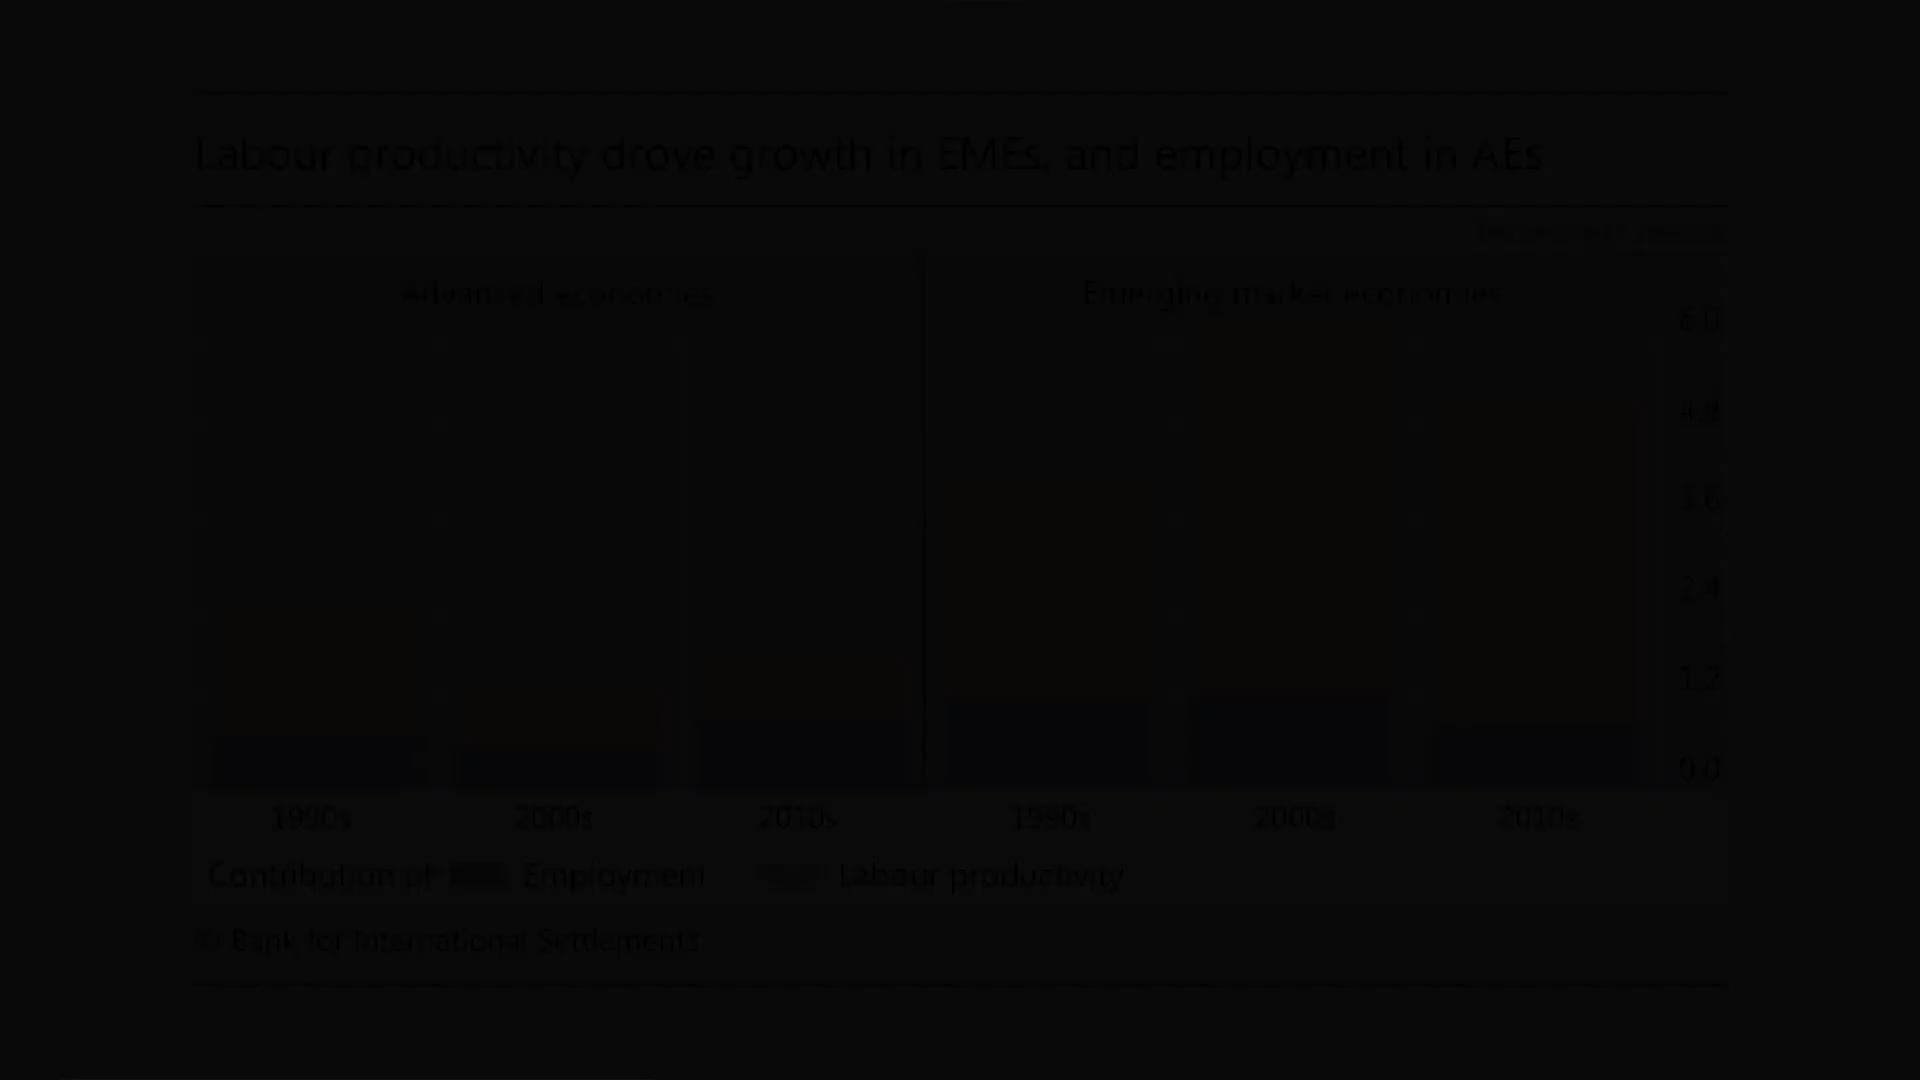 Labour productivity drove growth in EMEs, and employment in AEs
Advanced economies
Emerging market economies
6.0
4.8
3.6
2.4
1.2
0.0
1990s 2000s 2010s 1990s 2000s 2010s
Contribution of: Employment Labour productivity
© Bank for International Settlements